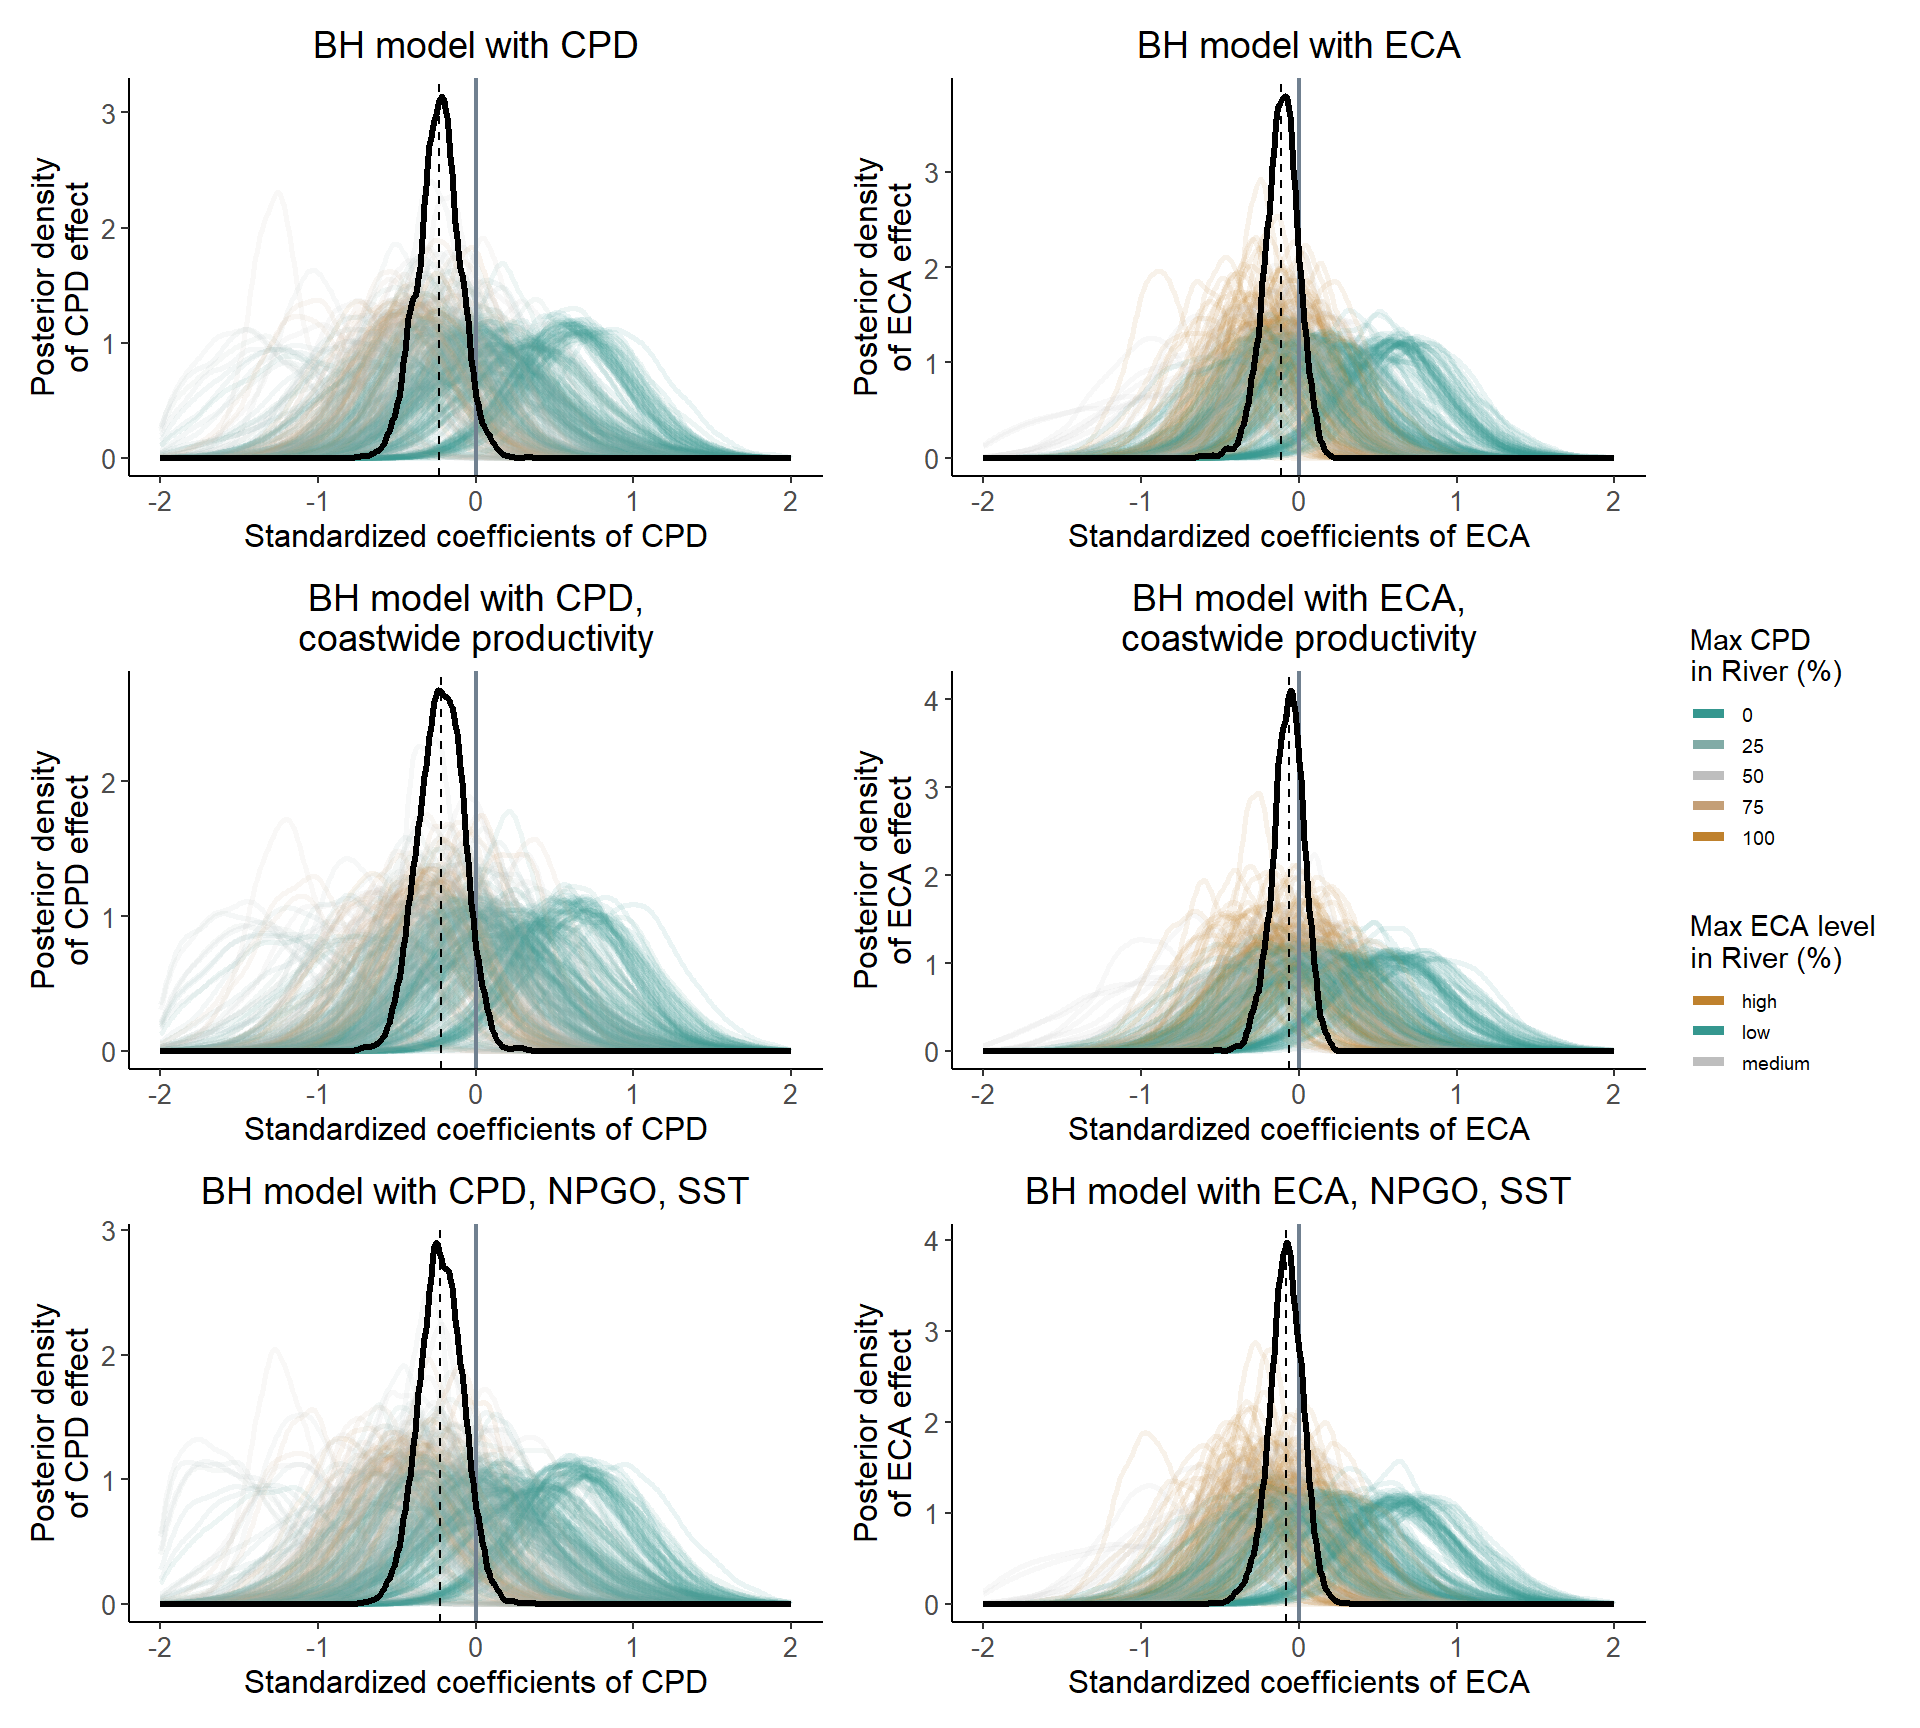 BH model with CPD
Posterior density
of CPD effect
3
2
1
0
-2 -1 0 1 2
Standardized coefficients of CPD
BH model with ECA
Posterior density
of ECA effect
3
2
1
0
-2 -1 0 1 2
Standardized coefficients of ECA
BH model with CPD,
coastwide productivity
Posterior density
of CPD effect
2
1
0
-2 -1 0 1 2
Standardized coefficients of CPD
BH model with ECA,
coastwide productivity
Posterior density
of ECA effect
4
3
2
1
0
-2 -1 0 1 2
Standardized coefficients of ECA
BH model with CPD, NPGO, SST
Posterior density
of CPD effect
3
2
1
0
-2 -1 0 1 2
Standardized coefficients of CPD
BH model with ECA, NPGO, SST
Posterior density
of ECA effect
4
3
2
1
0
-2 -1 0 1 2
Standardized coefficients of ECA
Max CPD
in River (%)
0
25
50
75
100
Max ECA level
in River (%)
high
low
medium